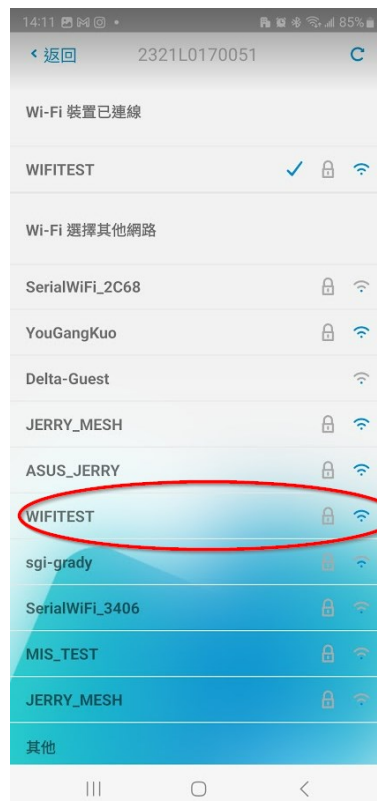 14:11 85%
返回 2321L0170051
Wi-Fi 裝置已連線
WIFITEST
Wi-Fi 選擇其他網路
SerialWiFi_2C68
YouGangKuo
Delta-Guest
JERRY_MESH
ASUS_JERRY
WIFITEST
sgi-grady
SerialWiFi_3406
MIS_TEST
JERRY_MESH
其他